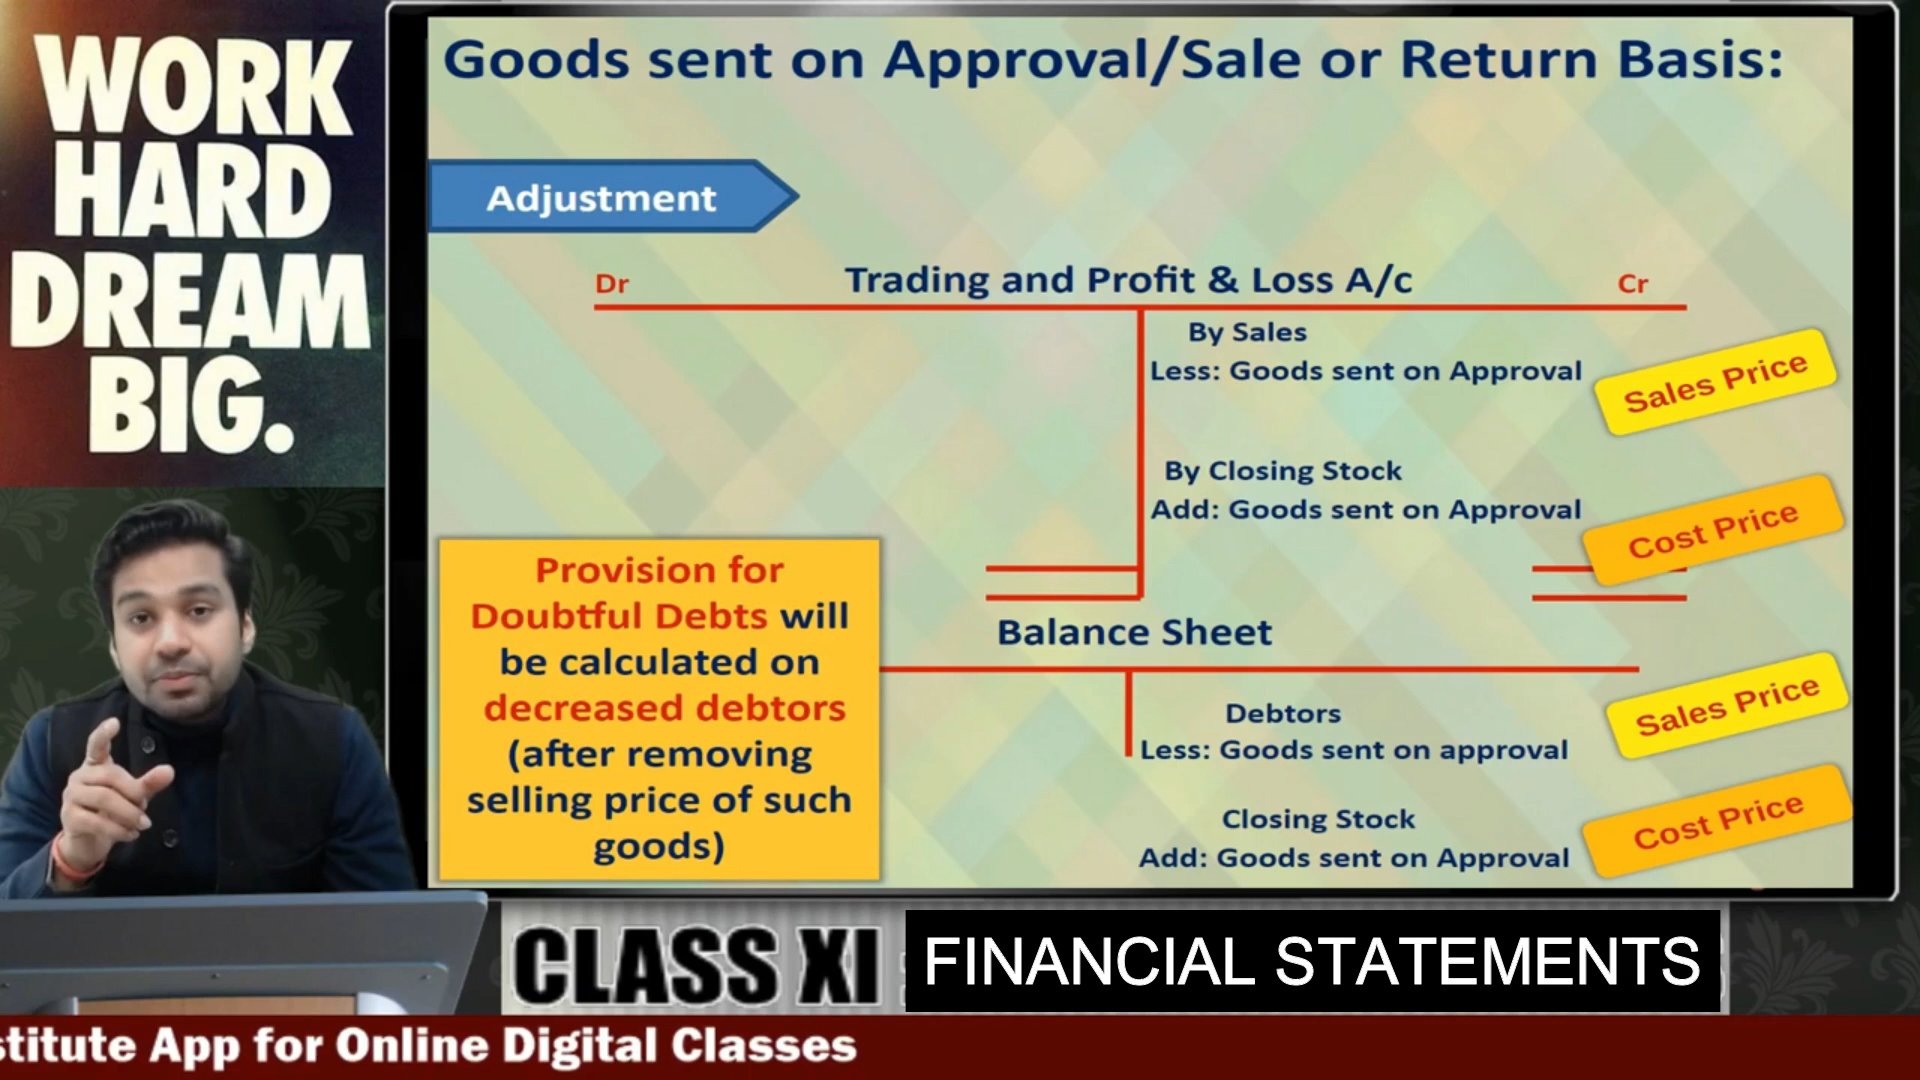 WORK
HARD
DREAM
BIG.
Goods sent on Approval/Sale or Return Basis:
Adjustment
Dr Trading and Profit & Loss A/c Cr
By Sales
Less: Goods sent on Approval
Sales Price
By Closing Stock
Add: Goods sent on Approval
Cost Price
Provision for
Doubtful Debts will
be calculated on
decreased debtors
(after removing
selling price of such
goods)
Balance Sheet
Debtors
Less: Goods sent on approval
Sales Price
Closing Stock
Add: Goods sent on Approval
Cost Price
CLASS XI FINANCIAL STATEMENTS
stitute App for Online Digital Classes